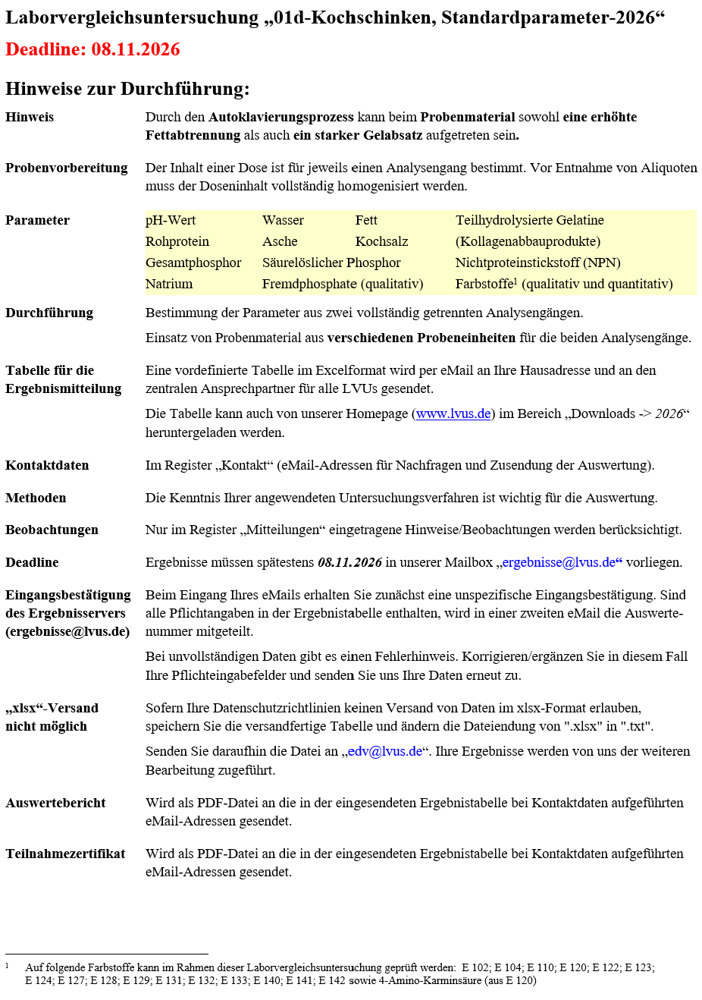 Laborvergleichsuntersuchung „01d-Kochschinken, Standardparameter-2026“
Deadline: 08.11.2026
Hinweise zur Durchführung:
Hinweis Durch den Autoklavierungsprozess kann beim Probenmaterial sowohl eine erhöhte
Fettabtrennung als auch ein starker Gelabsatz aufgetreten sein.
Probenvorbereitung Der Inhalt einer Dose ist für jeweils einen Analysengang bestimmt. Vor Entnahme von Aliquoten
muss der Doseninhalt vollständig homogenisiert werden.
Parameter pH-Wert Wasser Fett Teilhydrolysierte Gelatine
Rohprotein Asche Kochsalz (Kollagenabbauprodukte)
Gesamtphosphor Säurelöslicher Phosphor Nichtproteinstickstoff (NPN)
Natrium Fremdphosphate (qualitativ) Farbstoffe¹ (qualitativ und quantitativ)
Durchführung Bestimmung der Parameter aus zwei vollständig getrennten Analysengängen.
Einsatz von Probenmaterial aus verschiedenen Probeneinheiten für die beiden Analysengänge.
Tabelle für die Eine vordefinierte Tabelle im Excelformat wird per eMail an Ihre Hausadresse und an den
Ergebnismitteilung zentralen Ansprechpartner für alle LVUs gesendet.
Die Tabelle kann auch von unserer Homepage (www.lvus.de) im Bereich „Downloads -> 2026“
heruntergeladen werden.
Kontaktdaten Im Register „Kontakt“ (eMail-Adressen für Nachfragen und Zusendung der Auswertung).
Methoden Die Kenntnis Ihrer angewendeten Untersuchungsverfahren ist wichtig für die Auswertung.
Beobachtungen Nur im Register „Mitteilungen“ eingetragene Hinweise/Beobachtungen werden berücksichtigt.
Deadline Ergebnisse müssen spätestens 08.11.2026 in unserer Mailbox „ergebnisse@lvus.de“ vorliegen.
Eingangsbestätigung Beim Eingang Ihres eMails erhalten Sie zunächst eine unspezifische Eingangsbestätigung. Sind
des Ergebnisservers alle Pflichtangaben in der Ergebnistabelle enthalten, wird in einer zweiten eMail die Auswerte-
(ergebnisse@lvus.de) nummer mitgeteilt.
Bei unvollständigen Daten gibt es einen Fehlerhinweis. Korrigieren/ergänzen Sie in diesem Fall
Ihre Pflichteingabefelder und senden Sie uns Ihre Daten erneut zu.
„xlsx“-Versand Sofern Ihre Datenschutzrichtlinien keinen Versand von Daten im xlsx-Format erlauben,
nicht möglich speichern Sie die versandfertige Tabelle und ändern die Dateiendung von ".xlsx" in ".txt".
Senden Sie daraufhin die Datei an „edv@lvus.de“. Ihre Ergebnisse werden von uns der weiteren
Bearbeitung zugeführt.
Auswertebericht Wird als PDF-Datei an die in der eingesendeten Ergebnistabelle bei Kontaktdaten aufgeführten
eMail-Adressen gesendet.
Teilnahmezertifikat Wird als PDF-Datei an die in der eingesendeten Ergebnistabelle bei Kontaktdaten aufgeführten
eMail-Adressen gesendet.
¹ Auf folgende Farbstoffe kann im Rahmen dieser Laborvergleichsuntersuchung geprüft werden: E 102; E 104; E 110; E 120; E 122; E 123;
E 124; E 127; E 128; E 129; E 131; E 132; E 133; E 140; E 141; E 142 sowie 4-Amino-Karminsäure (aus E 120)